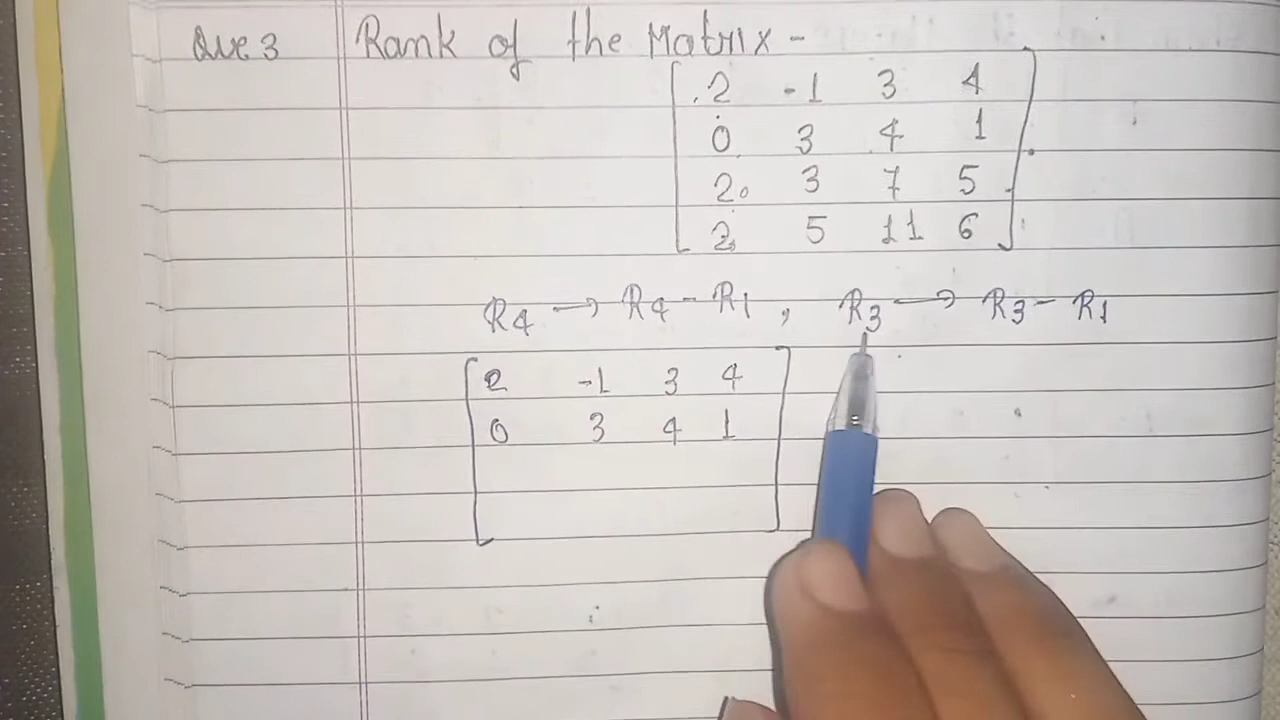 Que 3 Rank of the Matrix -
2 -1 3 4
0 3 4 1
2 3 7 5
2 5 11 6
R4 → R4 - R1 , R3 → R3 - R1
2 -1 3 4
0 3 4 1